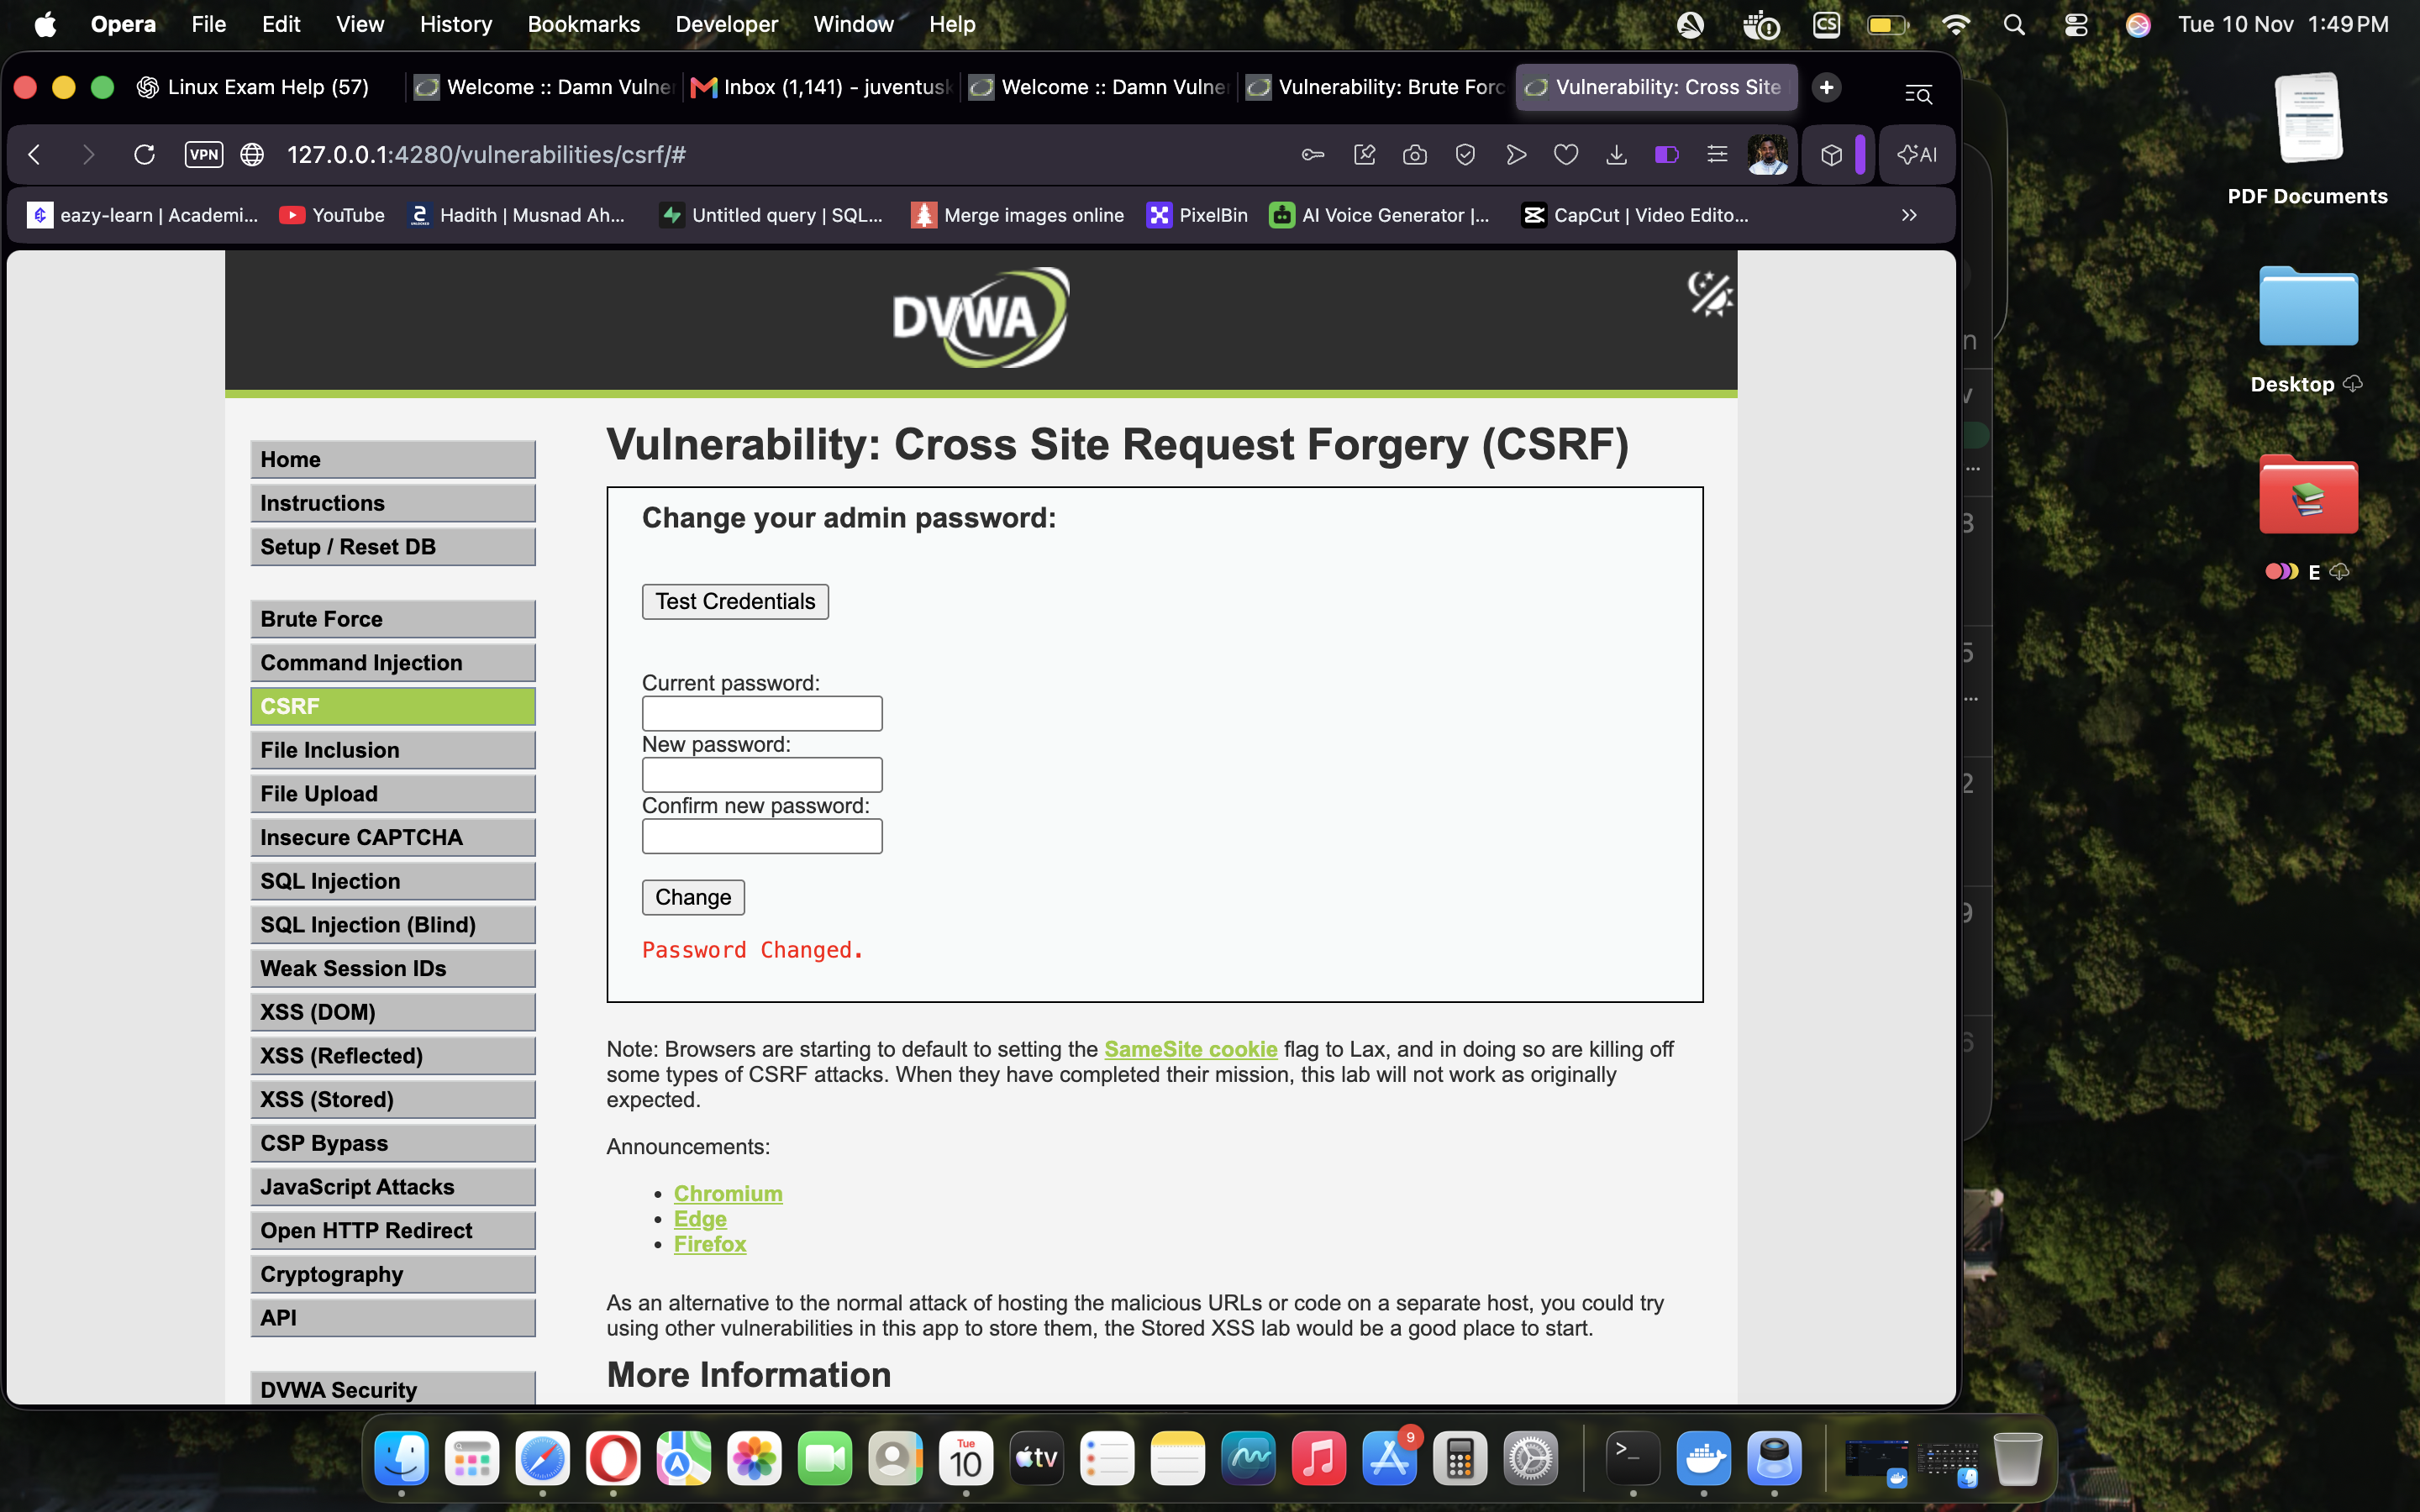 Opera File Edit View History Bookmarks Developer Window Help
CS
Tue 10 Nov 1:49 PM
Linux Exam Help (57)
Welcome :: Damn Vulne
Inbox (1,141) - juventusk
Welcome :: Damn Vulne
Vulnerability: Brute Forc
Vulnerability: Cross Site
VPN
127.0.0.1:4280/vulnerabilities/csrf/#
AI
eazy-learn | Academi...
YouTube
Hadith | Musnad Ah...
Untitled query | SQL...
Merge images online
PixelBin
AI Voice Generator |...
CapCut | Video Edito...
PDF Documents
Desktop
E
DVWA
Home
Instructions
Setup / Reset DB
Brute Force
Command Injection
CSRF
File Inclusion
File Upload
Insecure CAPTCHA
SQL Injection
SQL Injection (Blind)
Weak Session IDs
XSS (DOM)
XSS (Reflected)
XSS (Stored)
CSP Bypass
JavaScript Attacks
Open HTTP Redirect
Cryptography
API
DVWA Security
Vulnerability: Cross Site Request Forgery (CSRF)
Change your admin password:
Test Credentials
Current password:
New password:
Confirm new password:
Change
Password Changed.
Note: Browsers are starting to default to setting the SameSite cookie flag to Lax, and in doing so are killing off
some types of CSRF attacks. When they have completed their mission, this lab will not work as originally
expected.
Announcements:
• Chromium
• Edge
• Firefox
As an alternative to the normal attack of hosting the malicious URLs or code on a separate host, you could try
using other vulnerabilities in this app to store them, the Stored XSS lab would be a good place to start.
More Information
Tue
10
tv
9